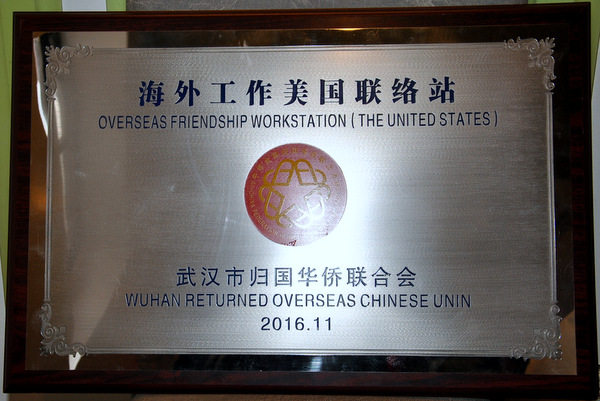 海外工作美国联络站
OVERSEAS FRIENDSHIP WORKSTATION ( THE UNITED STATES )
武汉市归国华侨联合会
WUHAN RETURNED OVERSEAS CHINESE UNIN
2016.11